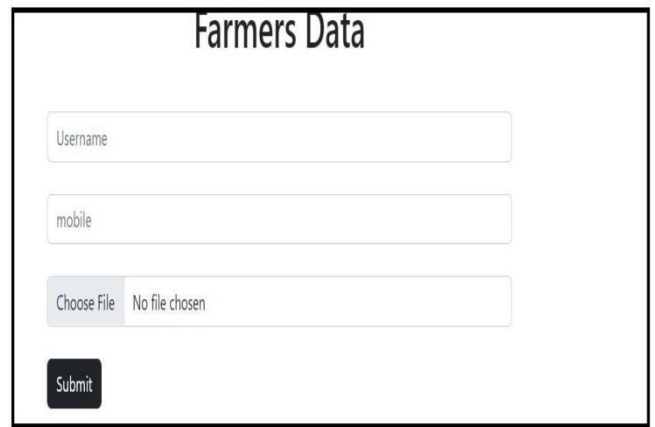 Farmers Data
Username
mobile
Choose File No file chosen
Submit